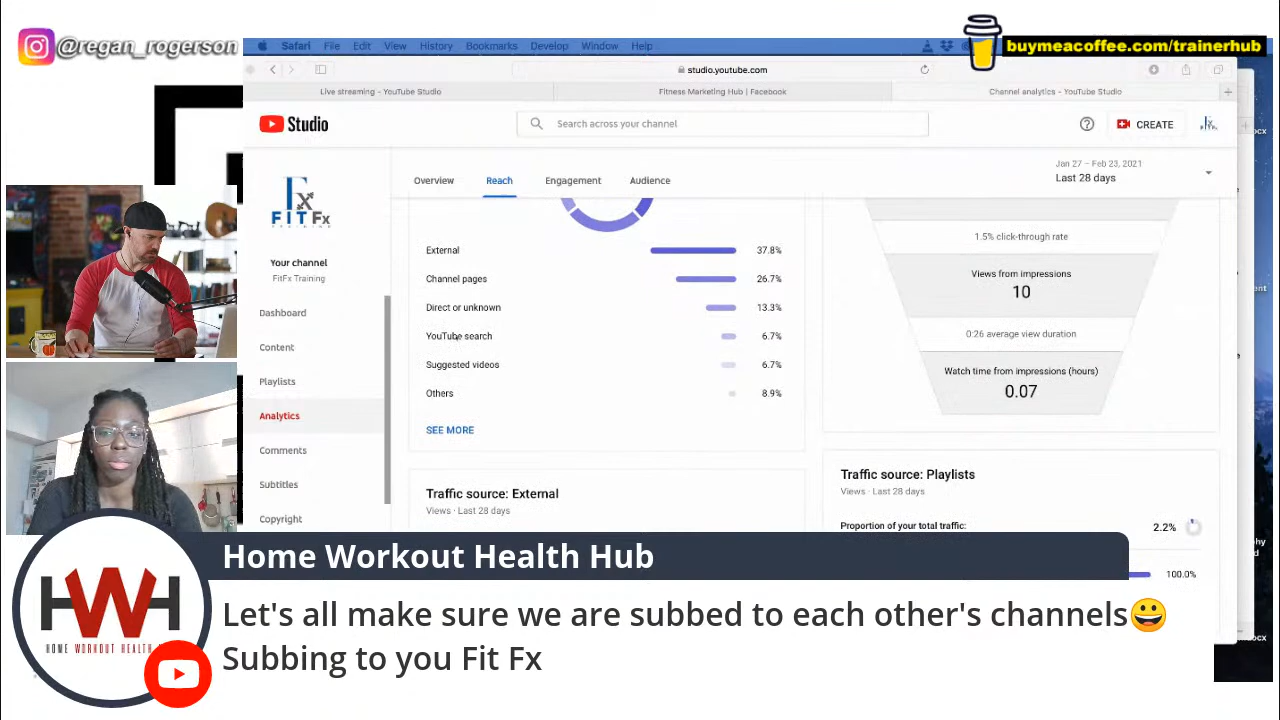 @regan_rogerson
buymeacoffee.com/trainerhub
Safari File Edit View History Bookmarks Develop Window Help
studio.youtube.com
Live streaming - YouTube Studio
Fitness Marketing Hub | Facebook
Channel analytics - YouTube Studio
Studio
Search across your channel
CREATE
Overview
Reach
Engagement
Audience
Jan 27 – Feb 23, 2021
Last 28 days
Fx
FIT Fx
TRAINING
Your channel
FitFx Training
Dashboard
Content
Playlists
Analytics
Comments
Subtitles
Copyright
External 37.8%
Channel pages 26.7%
Direct or unknown 13.3%
YouTube search 6.7%
Suggested videos 6.7%
Others 8.9%
SEE MORE
1.5% click-through rate
Views from impressions
10
0:26 average view duration
Watch time from impressions (hours)
0.07
Traffic source: External
Views · Last 28 days
Traffic source: Playlists
Views · Last 28 days
Proportion of your total traffic: 2.2%
100.0%
HWH
HOME WORKOUT HEALTH
Home Workout Health Hub
Let's all make sure we are subbed to each other's channels😀
Subbing to you Fit Fx